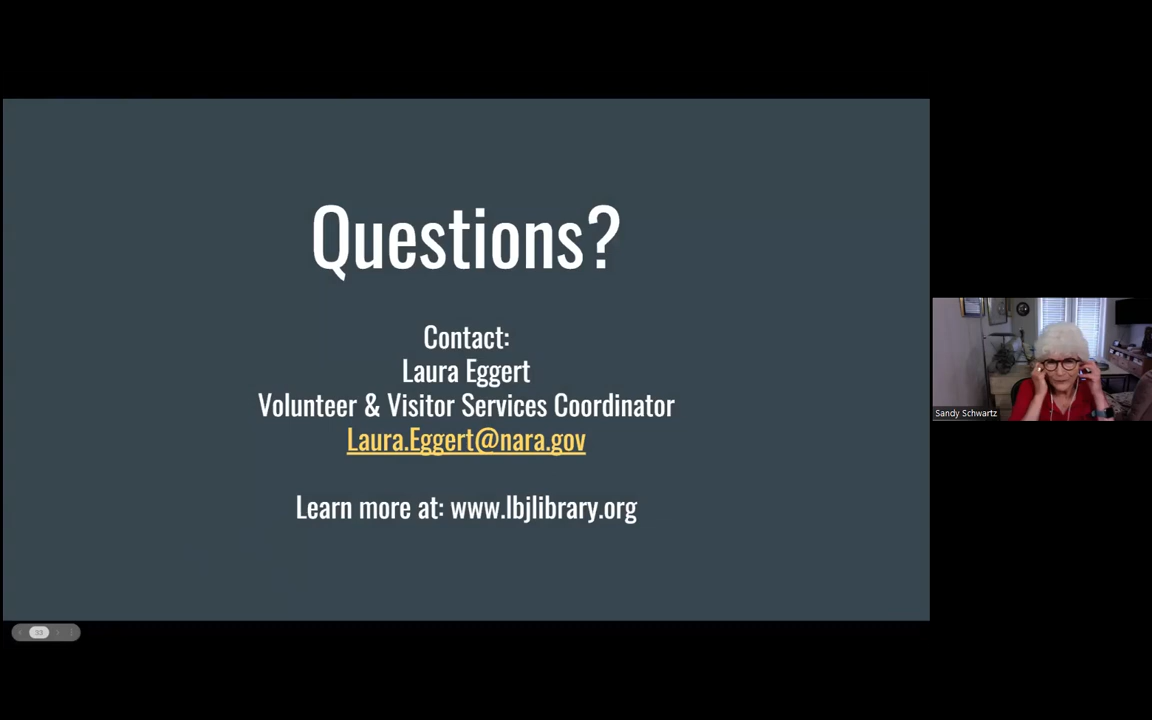 Questions?
Contact:
Laura Eggert
Volunteer & Visitor Services Coordinator
Laura.Eggert@nara.gov
Learn more at: www.lbjlibrary.org
Sandy Schwartz
33